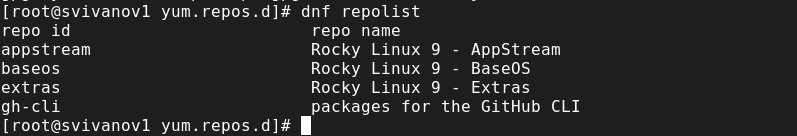 [root@svivanov1 yum.repos.d]# dnf repolist
repo id                          repo name
appstream                        Rocky Linux 9 - AppStream
baseos                           Rocky Linux 9 - BaseOS
extras                           Rocky Linux 9 - Extras
gh-cli                           packages for the GitHub CLI
[root@svivanov1 yum.repos.d]#